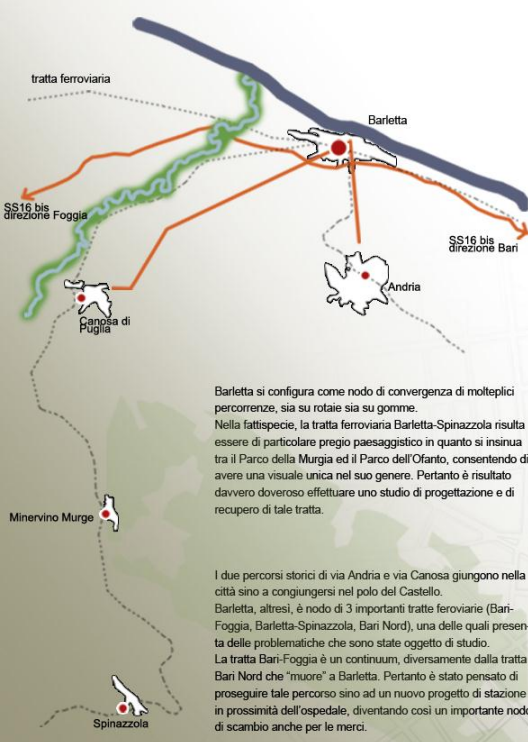 tratta ferroviaria
Barletta
SS16 bis
direzione Foggia
SS16 bis
direzione Bari
Andria
Canosa di
Puglia
Barletta si configura come nodo di convergenza di molteplici
percorrenze, sia su rotaie sia su gomme.
Nella fattispecie, la tratta ferroviaria Barletta-Spinazzola risulta
essere di particolare pregio paesaggistico in quanto si insinua
tra il Parco della Murgia ed il Parco dell'Ofanto, consentendo di
avere una visuale unica nel suo genere. Pertanto è risultato
davvero doveroso effettuare uno studio di progettazione e di
recupero di tale tratta.
Minervino Murge
I due percorsi storici di via Andria e via Canosa giungono nella
città sino a congiungersi nel polo del Castello.
Barletta, altresì, è nodo di 3 importanti tratte feroviarie (Bari-
Foggia, Barletta-Spinazzola, Bari Nord), una delle quali presen-
ta delle problematiche che sono state oggetto di studio.
La tratta Bari-Foggia è un continuum, diversamente dalla tratta
Bari Nord che "muore" a Barletta. Pertanto è stato pensato di
proseguire tale percorso sino ad un nuovo progetto di stazione
in prossimità dell'ospedale, diventando così un importante nodo
di scambio anche per le merci.
Spinazzola